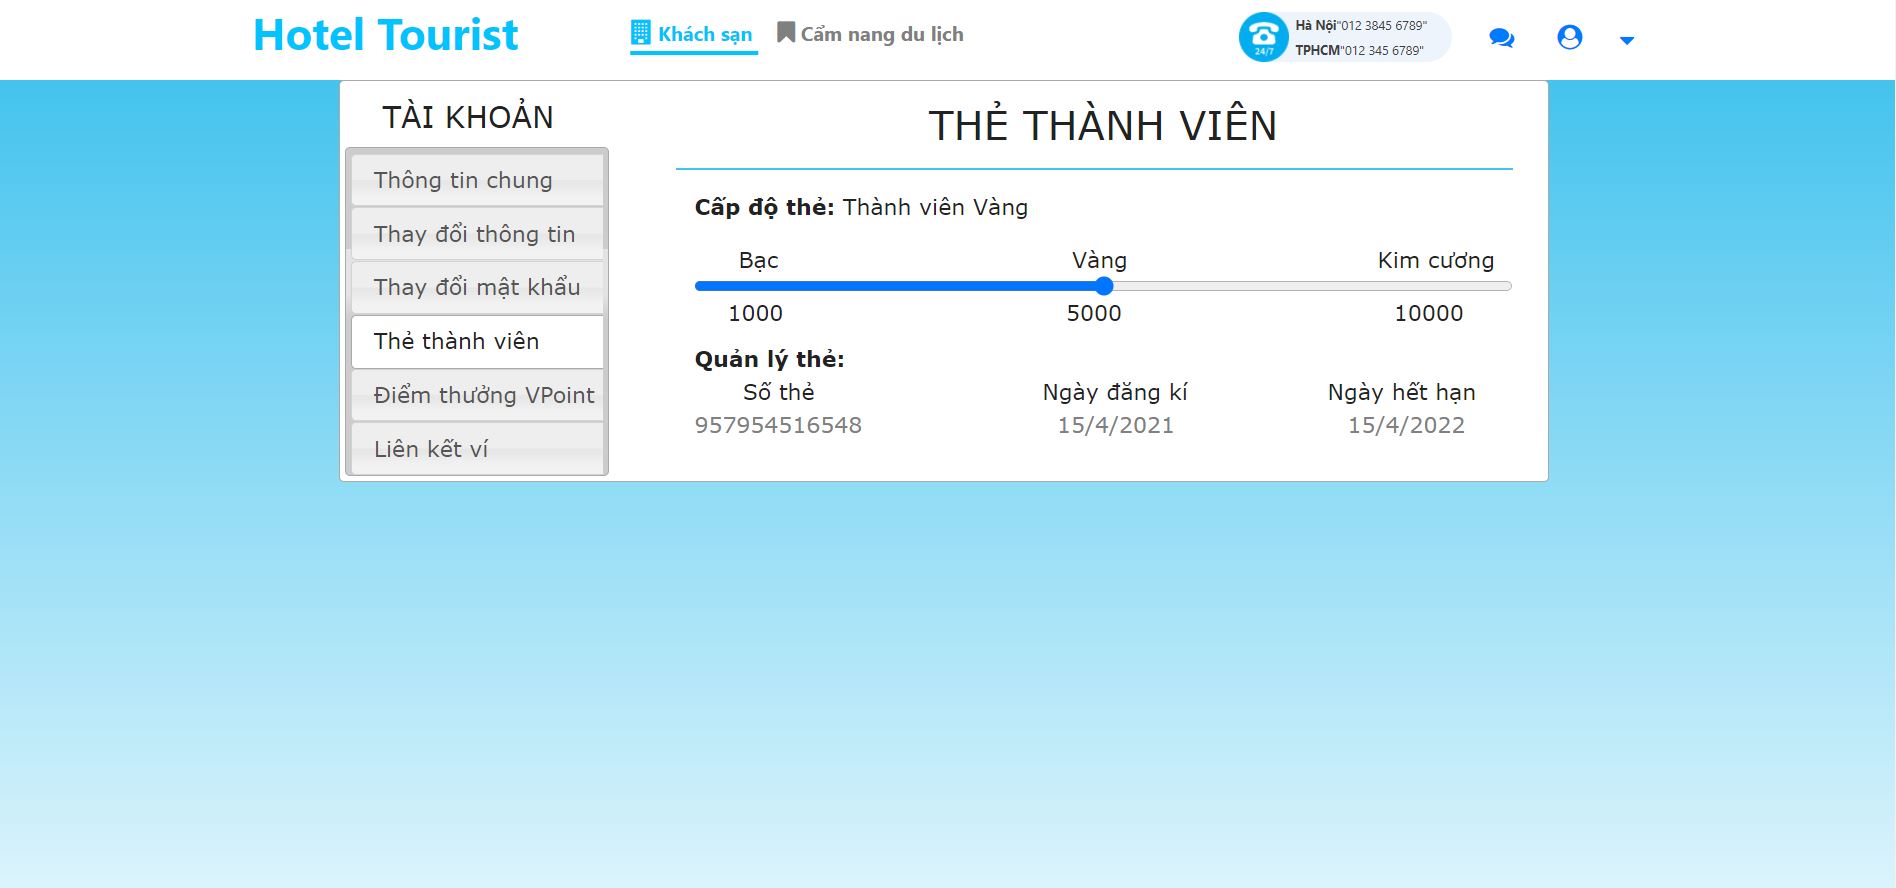 Hotel Tourist
Khách sạn
Cẩm nang du lịch
24/7
Hà Nội"012 3845 6789"
TPHCM"012 345 6789"
TÀI KHOẢN
Thông tin chung
Thay đổi thông tin
Thay đổi mật khẩu
Thẻ thành viên
Điểm thưởng VPoint
Liên kết ví
THẺ THÀNH VIÊN
Cấp độ thẻ: Thành viên Vàng
Bạc Vàng Kim cương
1000 5000 10000
Quản lý thẻ:
Số thẻ Ngày đăng kí Ngày hết hạn
957954516548 15/4/2021 15/4/2022